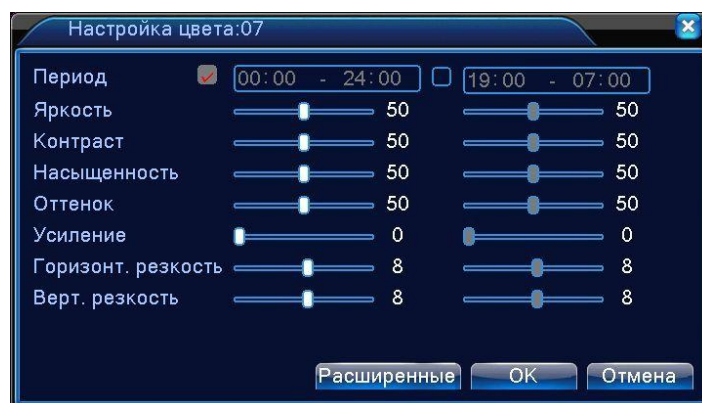 Настройка цвета:07
Период 00:00 - 24:00 19:00 - 07:00
Яркость 50 50
Контраст 50 50
Насыщенность 50 50
Оттенок 50 50
Усиление 0 0
Горизонт. резкость 8 8
Верт. резкость 8 8
Расширенные OK Отмена